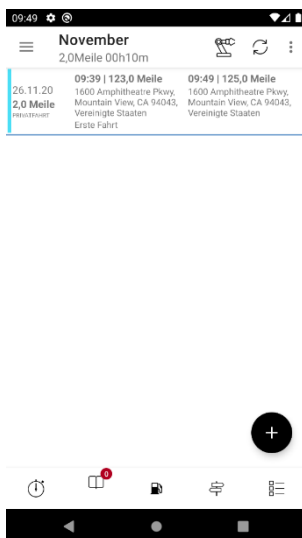 09:49
November
2,0Meile 00h10m
26.11.20
2,0 Meile
PRIVATFAHRT
09:39 | 123,0 Meile
1600 Amphitheatre Pkwy,
Mountain View, CA 94043,
Vereinigte Staaten
Erste Fahrt
09:49 | 125,0 Meile
1600 Amphitheatre Pkwy,
Mountain View, CA 94043,
Vereinigte Staaten
0